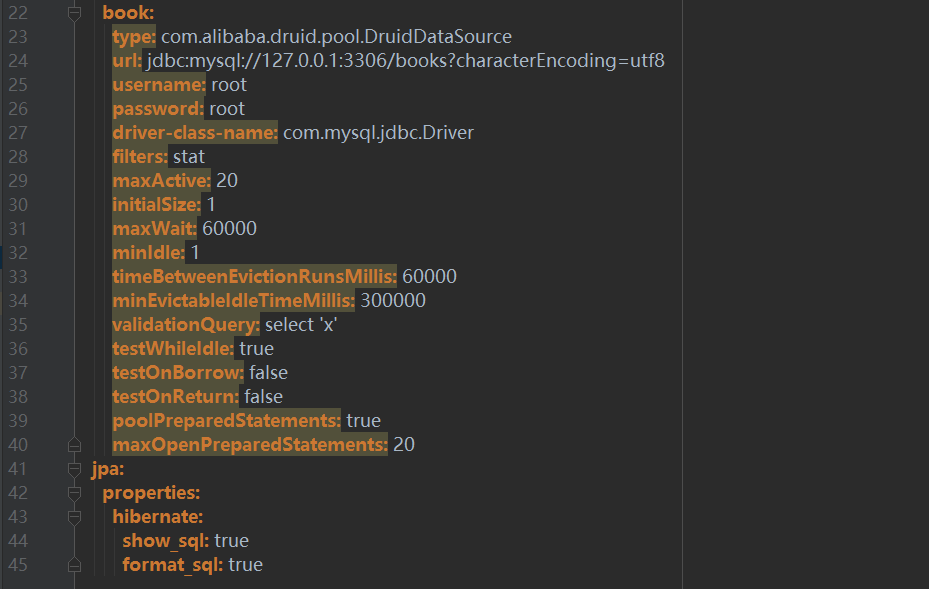 22 book:
23 type: com.alibaba.druid.pool.DruidDataSource
24 url: jdbc:mysql://127.0.0.1:3306/books?characterEncoding=utf8
25 username: root
26 password: root
27 driver-class-name: com.mysql.jdbc.Driver
28 filters: stat
29 maxActive: 20
30 initialSize: 1
31 maxWait: 60000
32 minIdle: 1
33 timeBetweenEvictionRunsMillis: 60000
34 minEvictableIdleTimeMillis: 300000
35 validationQuery: select 'x'
36 testWhileIdle: true
37 testOnBorrow: false
38 testOnReturn: false
39 poolPreparedStatements: true
40 maxOpenPreparedStatements: 20
41 jpa:
42 properties:
43 hibernate:
44 show_sql: true
45 format_sql: true